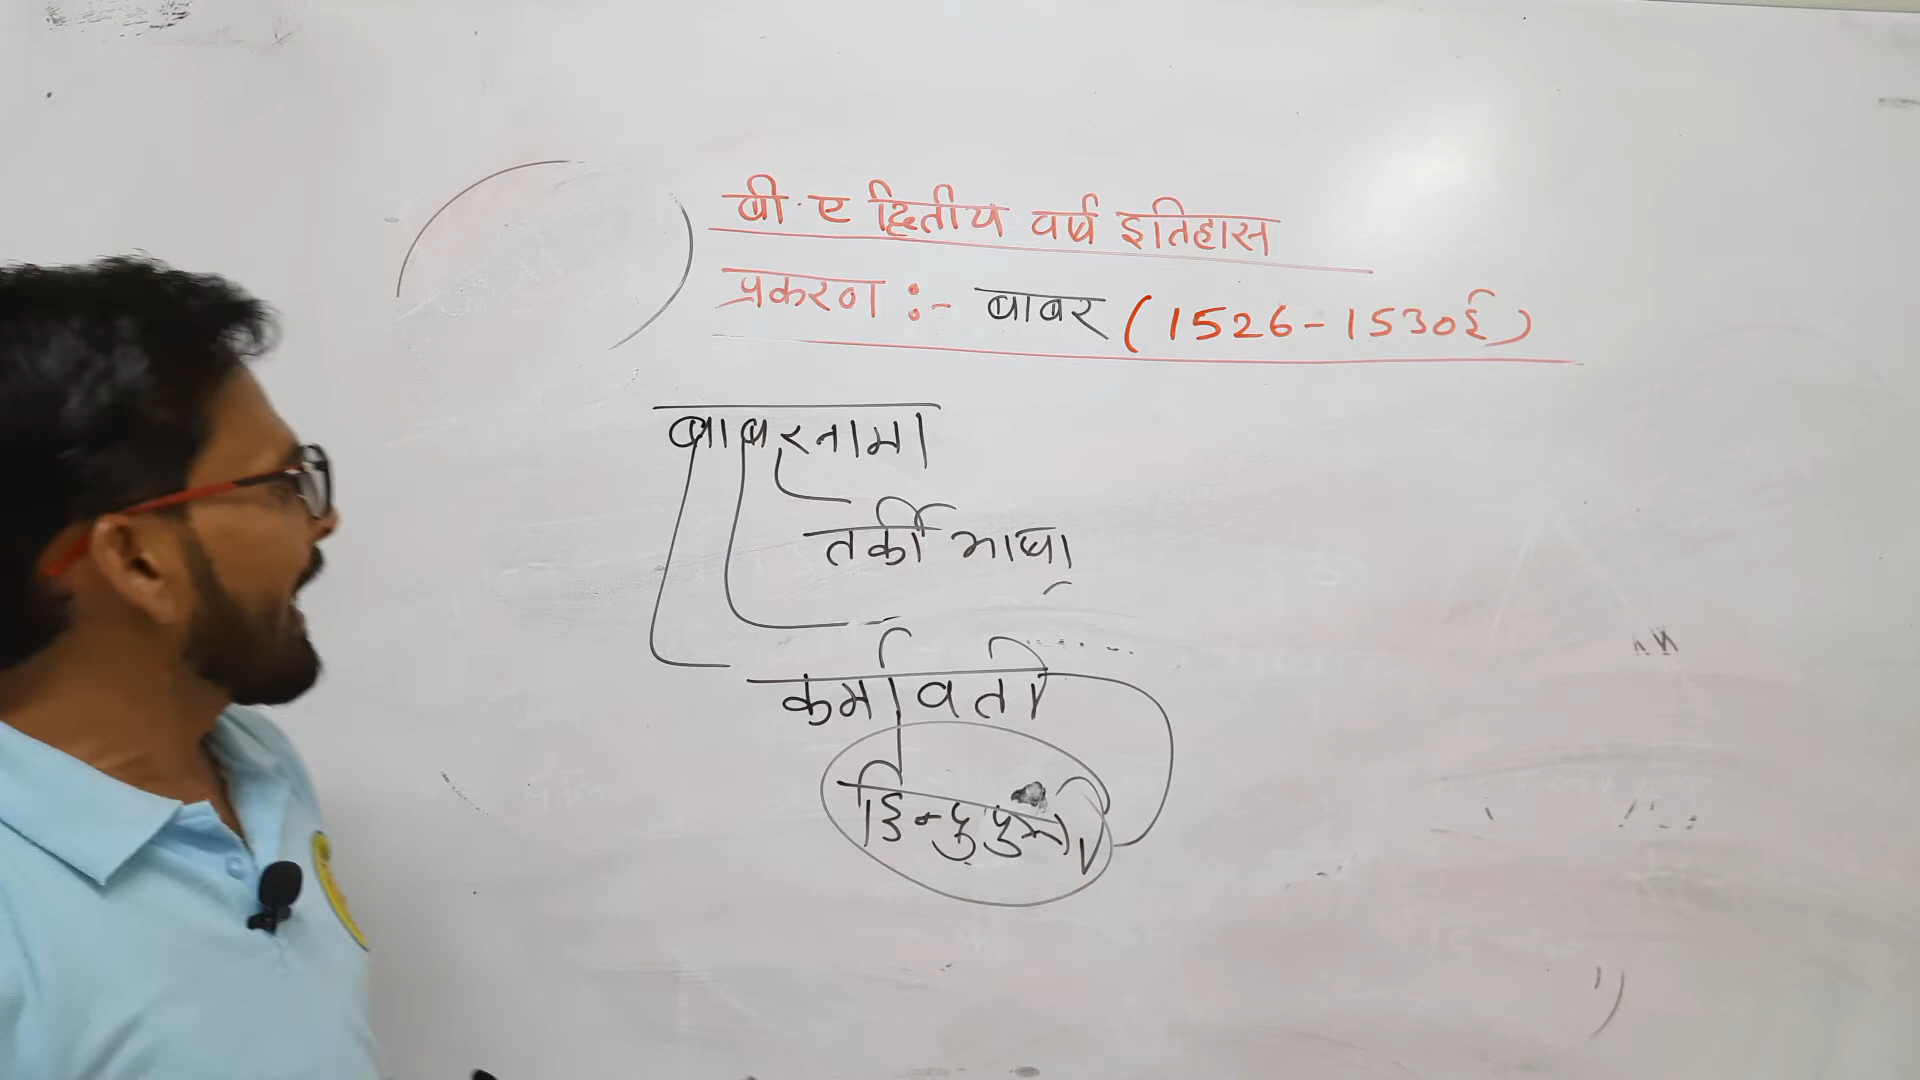 बी.ए द्वितीय वर्ष इतिहास
प्रकरण :- बाबर (1526-1530ई)
बाबरनामा
तर्की भाषा
कर्मावती